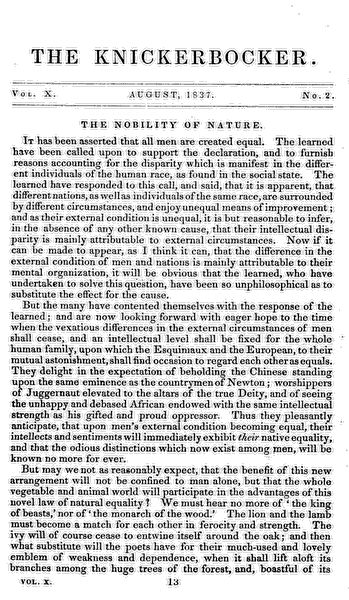 THE KNICKERBOCKER.
VOL. X. AUGUST, 1837. No. 2.
THE NOBILITY OF NATURE.
IT has been asserted that all men are created equal. The learned
have been called upon to support the declaration, and to furnish
reasons accounting for the disparity which is manifest in the differ-
ent individuals of the human race, as found in the social state. The
learned have responded to this call, and said, that it is apparent, that
different nations, as well as individuals of the same race, are surrounded
by different circumstances, and enjoy unequal means of improvement;
and as their external condition is unequal, it is but reasonable to infer,
in the absence of any other known cause, that their intellectual dis-
parity is mainly attributable to external circumstances. Now if it
can be made to appear, as I think it can, that the difference in the
external condition of men and nations is mainly attributable to their
mental organization, it will be obvious that the learned, who have
undertaken to solve this question, have been so unphilosophical as to
substitute the effect for the cause.
But the many have contented themselves with the response of the
learned; and are now looking forward with eager hope to the time
when the vexatious differences in the external circumstances of men
shall cease, and an intellectual level shall be fixed for the whole
human family, upon which the Esquimaux and the European, to their
mutual astonishment, shall find occasion to regard each other as equals.
They delight in the expectation of beholding the Chinese standing
upon the same eminence as the countrymen of Newton; worshippers
of Juggernaut elevated to the altars of the true Deity, and of seeing
the unhappy and debased African endowed with the same intellectual
strength as his gifted and proud oppressor. Thus they pleasantly
anticipate, that upon men's external condition becoming equal, their
intellects and sentiments will immediately exhibit their native equality,
and that the odious distinctions which now exist among men, will be
known no more for ever.
But may we not as reasonably expect, that the benefit of this new
arrangement will not be confined to man alone, but that the whole
vegetable and animal world will participate in the advantages of this
novel law of natural equality? We must hear no more of 'the king
of beasts,' nor of 'the monarch of the wood.' The lion and the lamb
must become a match for each other in ferocity and strength. The
ivy will of course cease to entwine itself around the oak; and then
what substitute will the poets have for their much-used and lovely
emblem of weakness and dependence, when it shall lift aloft its
branches among the huge trees of the forest, and, boastful of its
VOL. X. 13